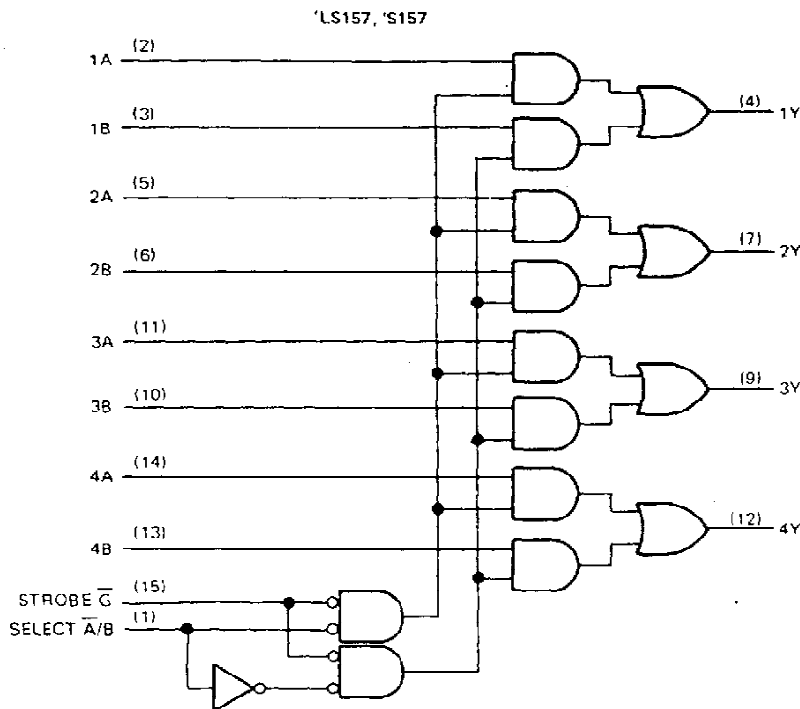 'LS157, 'S157
1A (2)
(4) 1Y
1B (3)
2A (5)
(7) 2Y
2B (6)
3A (11)
(9) 3Y
3B (10)
4A (14)
(12) 4Y
4B (13)
STROBE G̅ (15)
SELECT A̅/B (1)